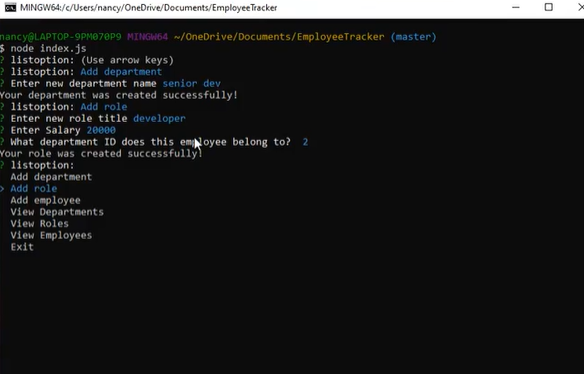 MINGW64:/c/Users/nancy/OneDrive/Documents/EmployeeTracker
nancy@LAPTOP-9PM070P9 MINGW64 ~/OneDrive/Documents/EmployeeTracker (master)
$ node index.js
? listoption: (Use arrow keys)
? listoption: Add department
? Enter new department name senior dev
Your department was created successfully!
? listoption: Add role
? Enter new role title developer
? Enter Salary 20000
? What department ID does this employee belong to? 2
Your role was created successfully!
? listoption:
Add department
> Add role
Add employee
View Departments
View Roles
View Employees
Exit